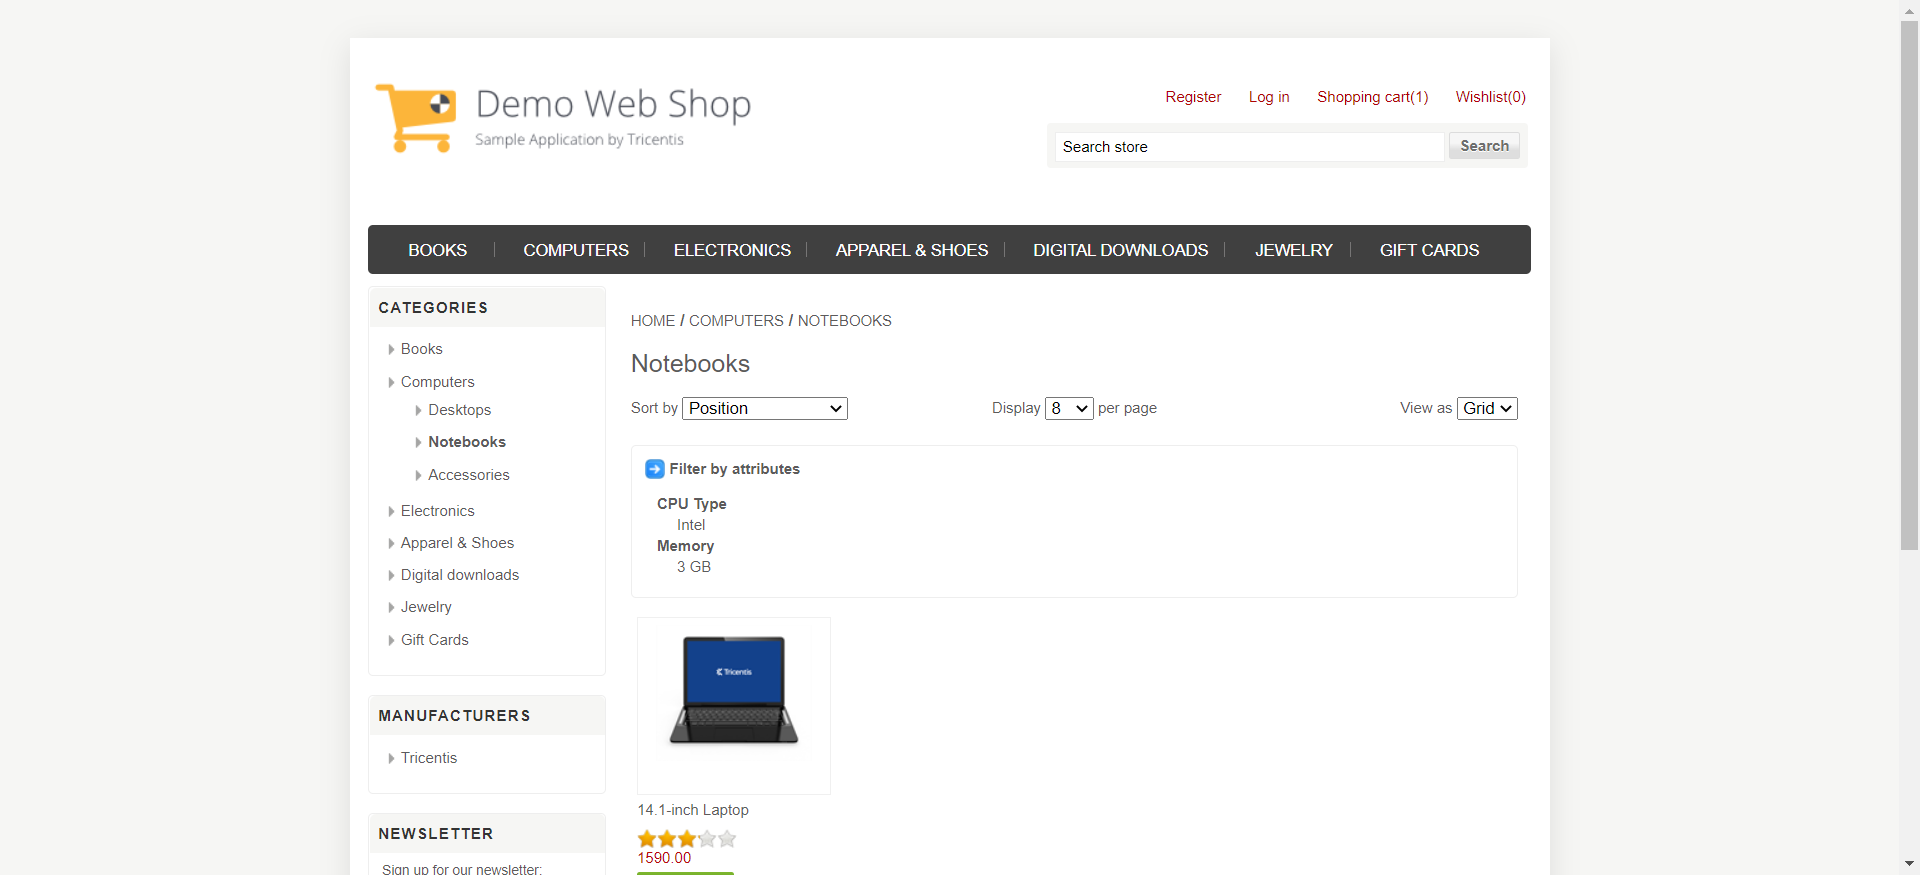 Demo Web Shop
Sample Application by Tricentis
Register Log in Shopping cart(1) Wishlist(0)
Search store Search
BOOKS COMPUTERS ELECTRONICS APPAREL & SHOES DIGITAL DOWNLOADS JEWELRY GIFT CARDS
CATEGORIES
Books
Computers
Desktops
Notebooks
Accessories
Electronics
Apparel & Shoes
Digital downloads
Jewelry
Gift Cards
MANUFACTURERS
Tricentis
NEWSLETTER
Sign up for our newsletter:
HOME / COMPUTERS / NOTEBOOKS
Notebooks
Sort by Position Display 8 per page View as Grid
Filter by attributes
CPU Type
Intel
Memory
3 GB
Tricentis
14.1-inch Laptop
1590.00